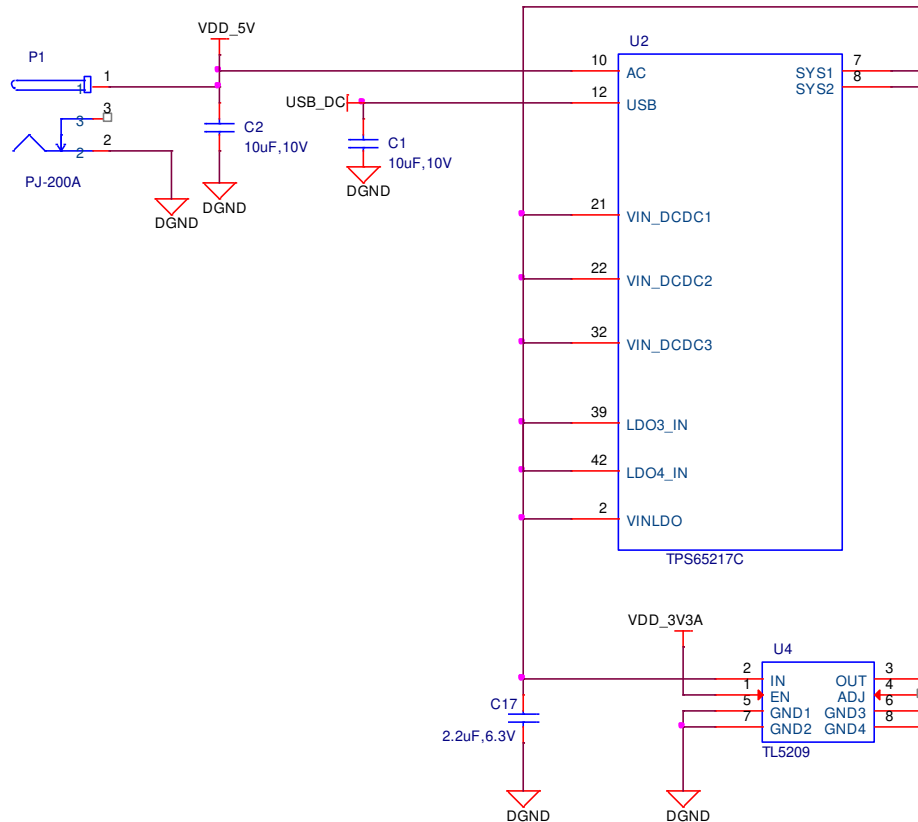 VDD_5V
P1
1
1
3
3
2
2
PJ-200A
DGND
C2
10uF,10V
DGND
USB_DC
C1
10uF,10V
DGND
U2
10
AC
12
USB
SYS1
7
SYS2
8
21
VIN_DCDC1
22
VIN_DCDC2
32
VIN_DCDC3
39
LDO3_IN
42
LDO4_IN
2
VINLDO
TPS65217C
VDD_3V3A
U4
2
IN
OUT
3
1
EN
ADJ
4
5
GND1
GND3
6
7
GND2
GND4
8
TL5209
C17
2.2uF,6.3V
DGND
DGND